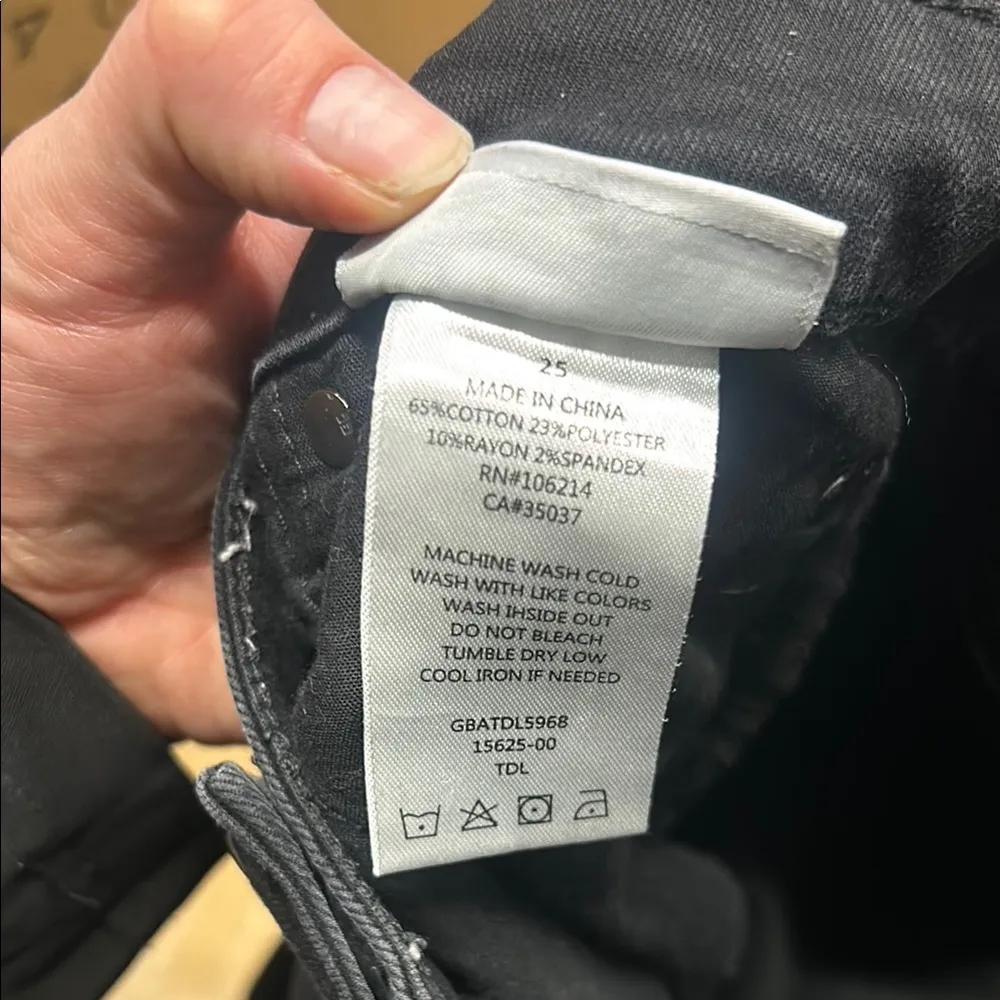 25
MADE IN CHINA
65%COTTON 23%POLYESTER
10%RAYON 2%SPANDEX
RN#106214
CA#35037
MACHINE WASH COLD
WASH WITH LIKE COLORS
WASH IHSIDE OUT
DO NOT BLEACH
TUMBLE DRY LOW
COOL IRON IF NEEDED
GBATDL5968
15625-00
TDL